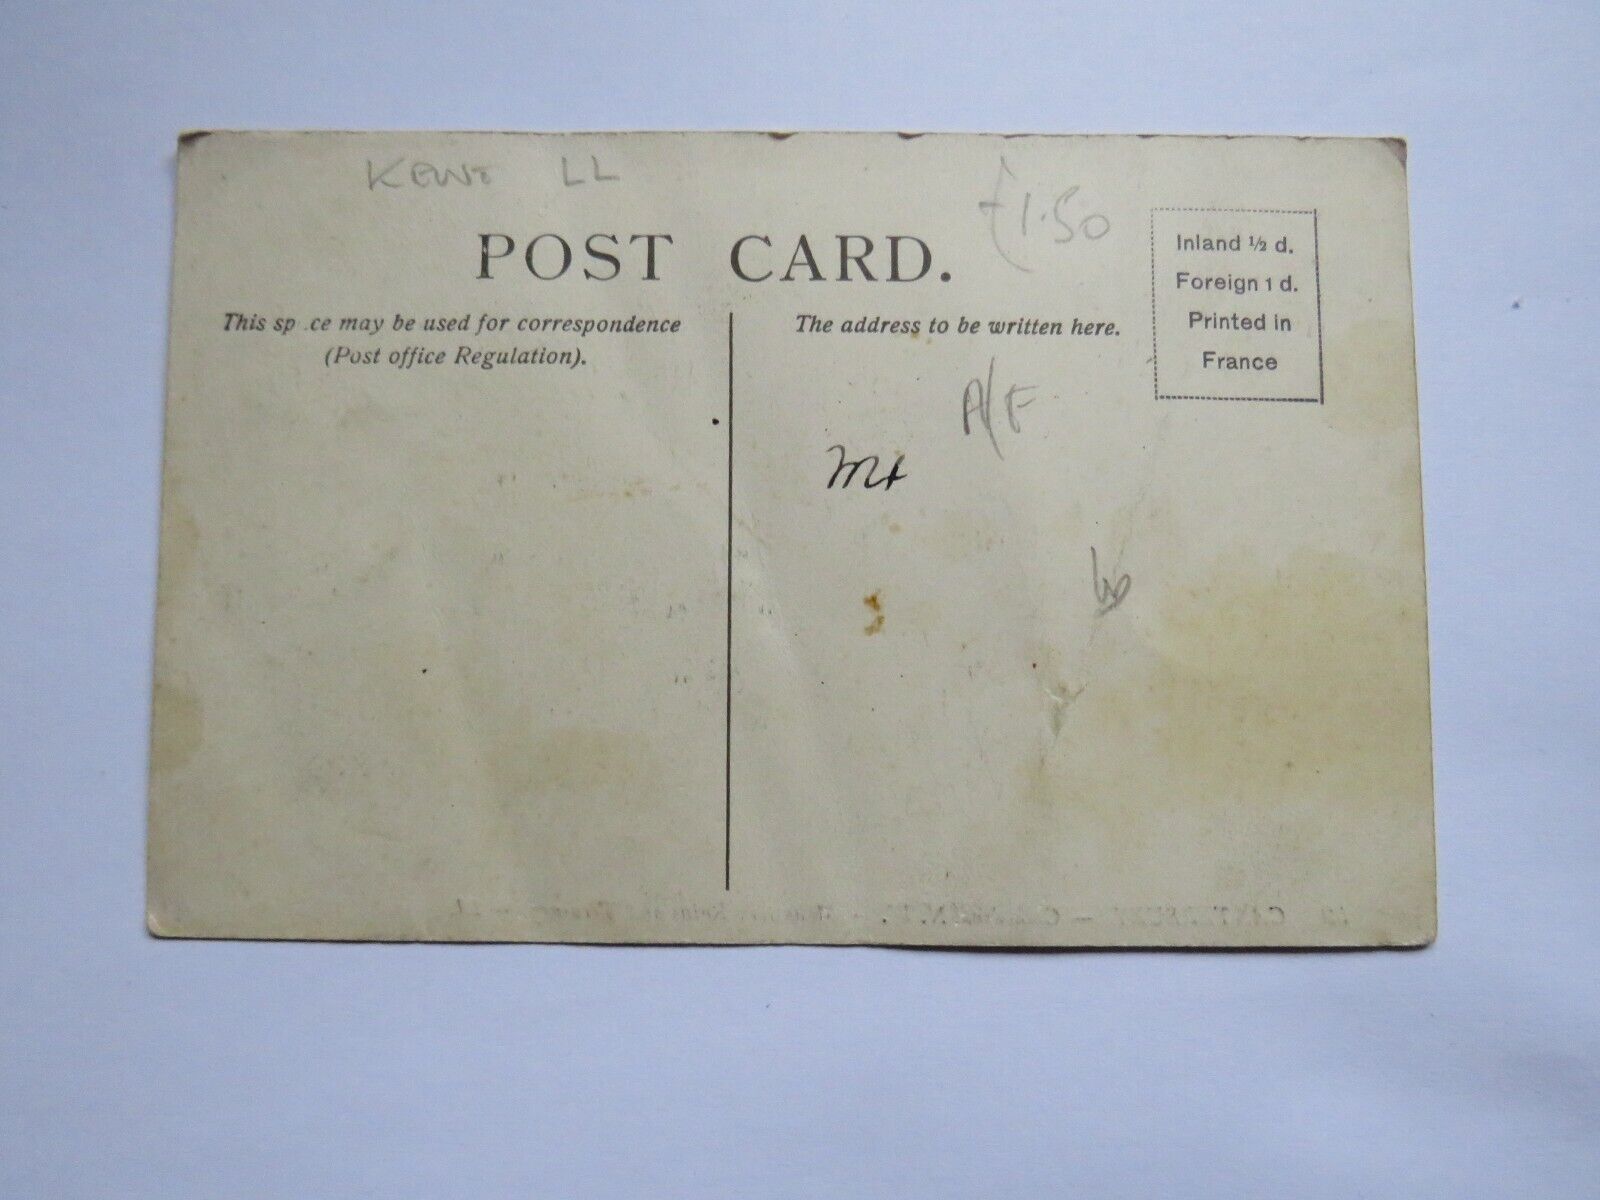 KENT LL
£1.50
POST CARD.
This sp .ce may be used for correspondence
(Post office Regulation).
The address to be written here.
Inland ½ d.
Foreign 1 d.
Printed in
France
A/F
Mr